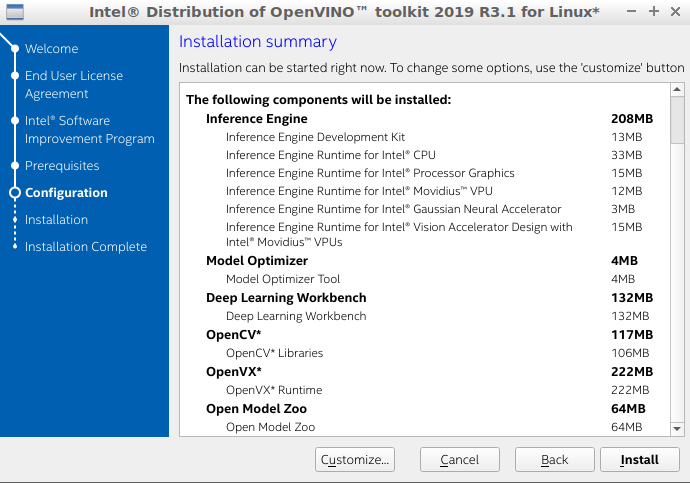 Intel® Distribution of OpenVINO™ toolkit 2019 R3.1 for Linux*
Welcome
End User License
Agreement
Intel® Software
Improvement Program
Prerequisites
Configuration
Installation
Installation Complete
Installation summary
Installation can be started right now. To change some options, use the 'customize' button
The following components will be installed:
Inference Engine 208MB
Inference Engine Development Kit 13MB
Inference Engine Runtime for Intel® CPU 33MB
Inference Engine Runtime for Intel® Processor Graphics 15MB
Inference Engine Runtime for Intel® Movidius™ VPU 12MB
Inference Engine Runtime for Intel® Gaussian Neural Accelerator 3MB
Inference Engine Runtime for Intel® Vision Accelerator Design with 15MB
Intel® Movidius™ VPUs
Model Optimizer 4MB
Model Optimizer Tool 4MB
Deep Learning Workbench 132MB
Deep Learning Workbench 132MB
OpenCV* 117MB
OpenCV* Libraries 106MB
OpenVX* 222MB
OpenVX* Runtime 222MB
Open Model Zoo 64MB
Open Model Zoo 64MB
Customize... Cancel Back Install